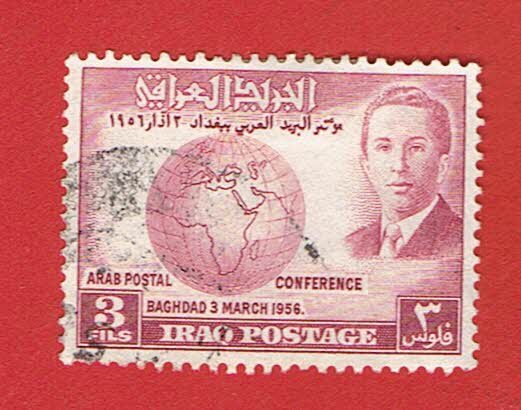 البريد العراقي
مؤتمر البريد العربي ببغداد ٣ اذار ١٩٥٦
ARAB POSTAL CONFERENCE
BAGHDAD 3 MARCH 1956.
3 FILS
IRAQ POSTAGE
٣ فلوس